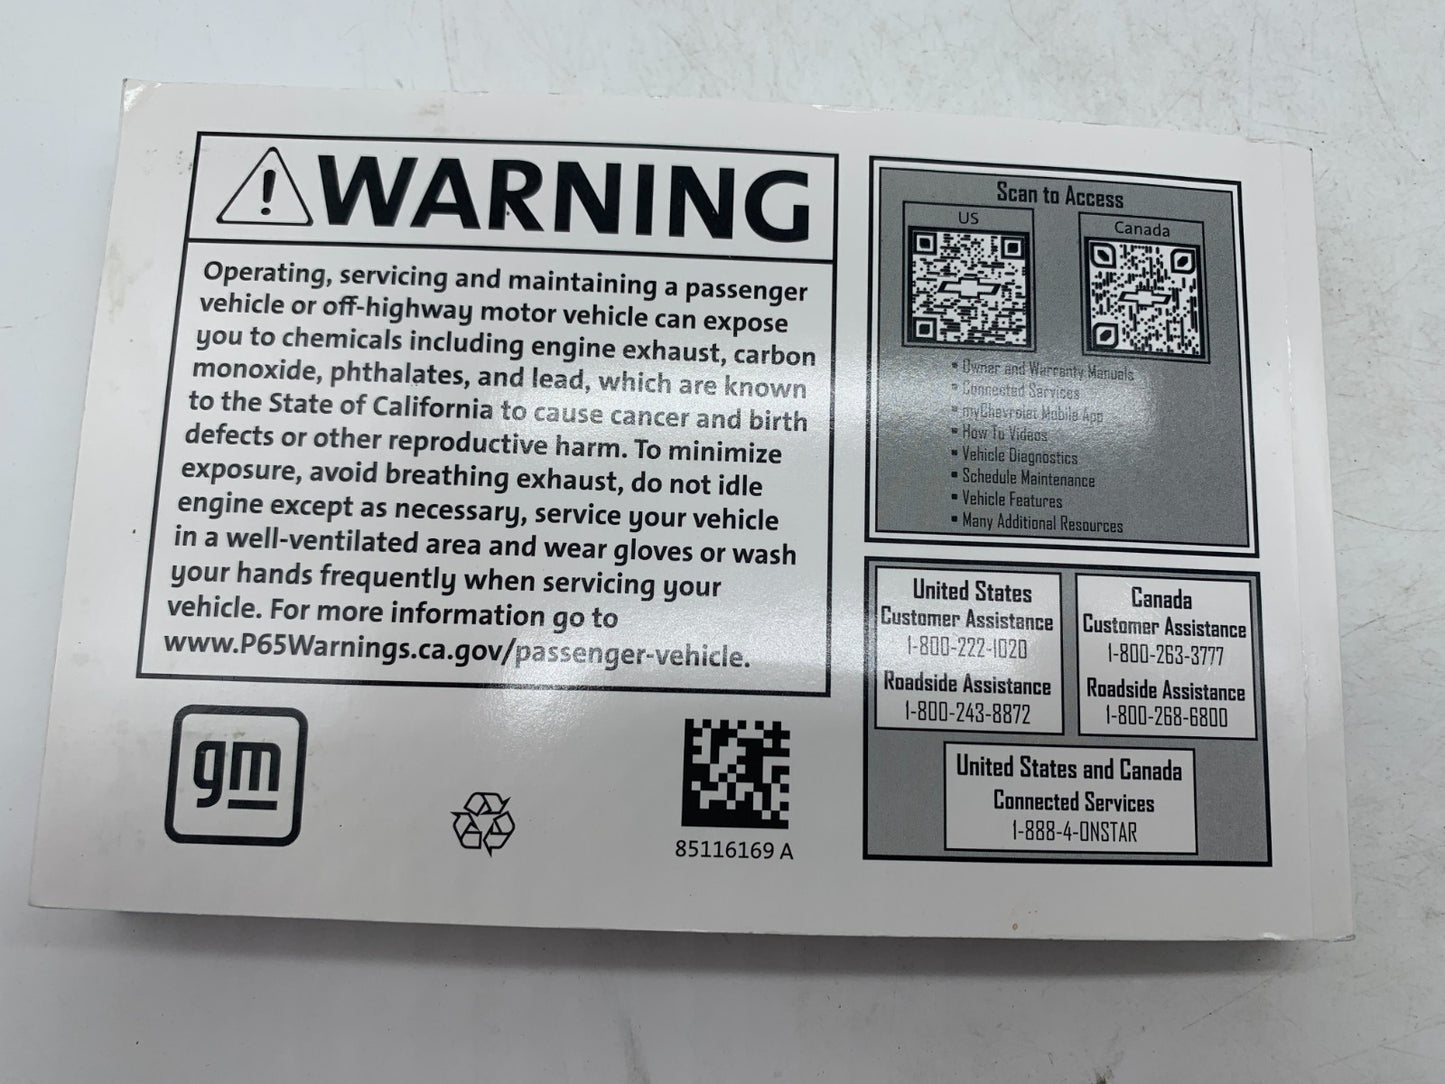 WARNING
Operating, servicing and maintaining a passenger
vehicle or off-highway motor vehicle can expose
you to chemicals including engine exhaust, carbon
monoxide, phthalates, and lead, which are known
to the State of California to cause cancer and birth
defects or other reproductive harm. To minimize
exposure, avoid breathing exhaust, do not idle
engine except as necessary, service your vehicle
in a well-ventilated area and wear gloves or wash
your hands frequently when servicing your
vehicle. For more information go to
www.P65Warnings.ca.gov/passenger-vehicle.
gm
85116169 A
Scan to Access
US
Canada
▪ Owner and Warranty Manuals
▪ Connected Services
▪ myChevrolet Mobile App
▪ How To Videos
▪ Vehicle Diagnostics
▪ Schedule Maintenance
▪ Vehicle Features
▪ Many Additional Resources
United States
Customer Assistance
1-800-222-1020
Roadside Assistance
1-800-243-8872
Canada
Customer Assistance
1-800-263-3777
Roadside Assistance
1-800-268-6800
United States and Canada
Connected Services
1-888-4-ONSTAR